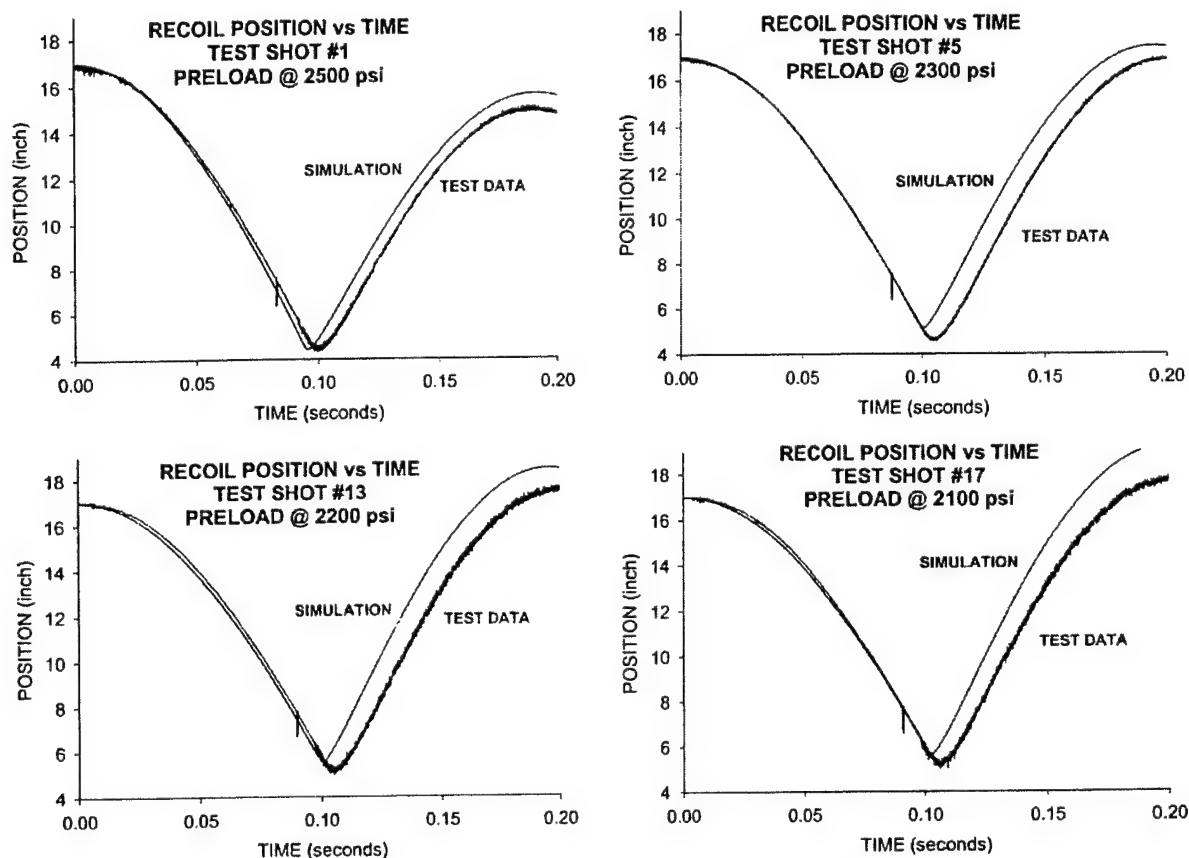 RECOIL POSITION vs TIME
TEST SHOT #1
PRELOAD @ 2500 psi
POSITION (inch)
18
16
14
12
10
8
6
4
SIMULATION
TEST DATA
0.00
0.05
0.10
0.15
0.20
TIME (seconds)
RECOIL POSITION vs TIME
TEST SHOT #5
PRELOAD @ 2300 psi
POSITION (inch)
18
16
14
12
10
8
6
4
SIMULATION
TEST DATA
0.00
0.05
0.10
0.15
0.20
TIME (seconds)
RECOIL POSITION vs TIME
TEST SHOT #13
PRELOAD @ 2200 psi
POSITION (inch)
18
16
14
12
10
8
6
4
SIMULATION
TEST DATA
0.00
0.05
0.10
0.15
0.20
TIME (seconds)
RECOIL POSITION vs TIME
TEST SHOT #17
PRELOAD @ 2100 psi
POSITION (inch)
18
16
14
12
10
8
6
4
SIMULATION
TEST DATA
0.00
0.05
0.10
0.15
0.20
TIME (seconds)